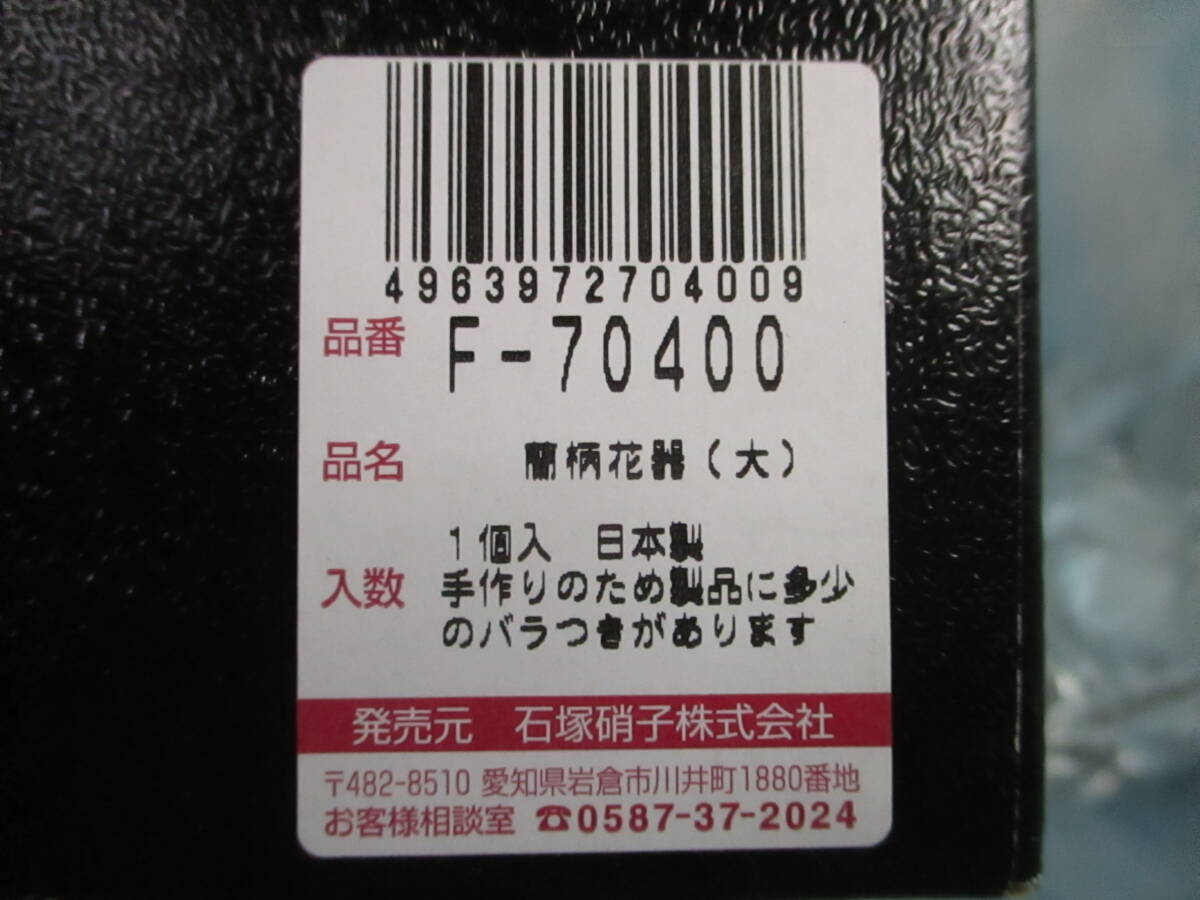 4963972704009
品番 F-70400
品名 蘭柄花器(大)
入数 1個入 日本製
手作りのため製品に多少
のバラつきがあります
発売元 石塚硝子株式会社
〒482-8510 愛知県岩倉市川井町1880番地
お客様相談室 ☎0587-37-2024